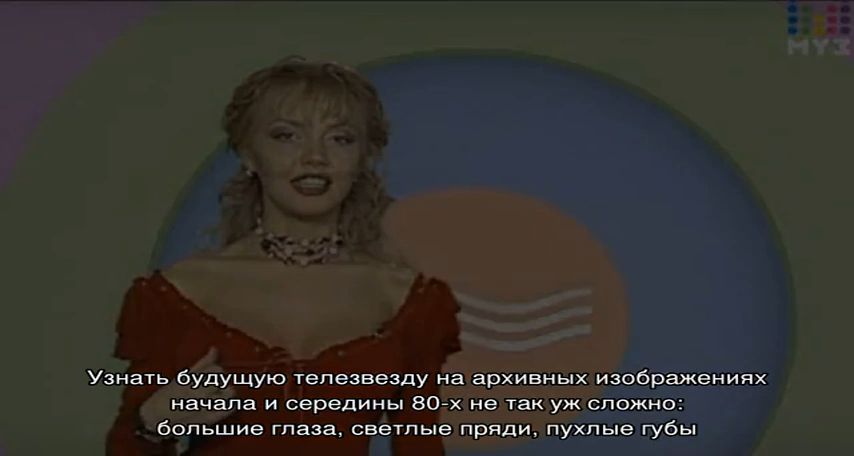 МУЗ
Узнать будущую телезвезду на архивных изображениях
начала и середины 80-х не так уж сложно:
большие глаза, светлые пряди, пухлые губы